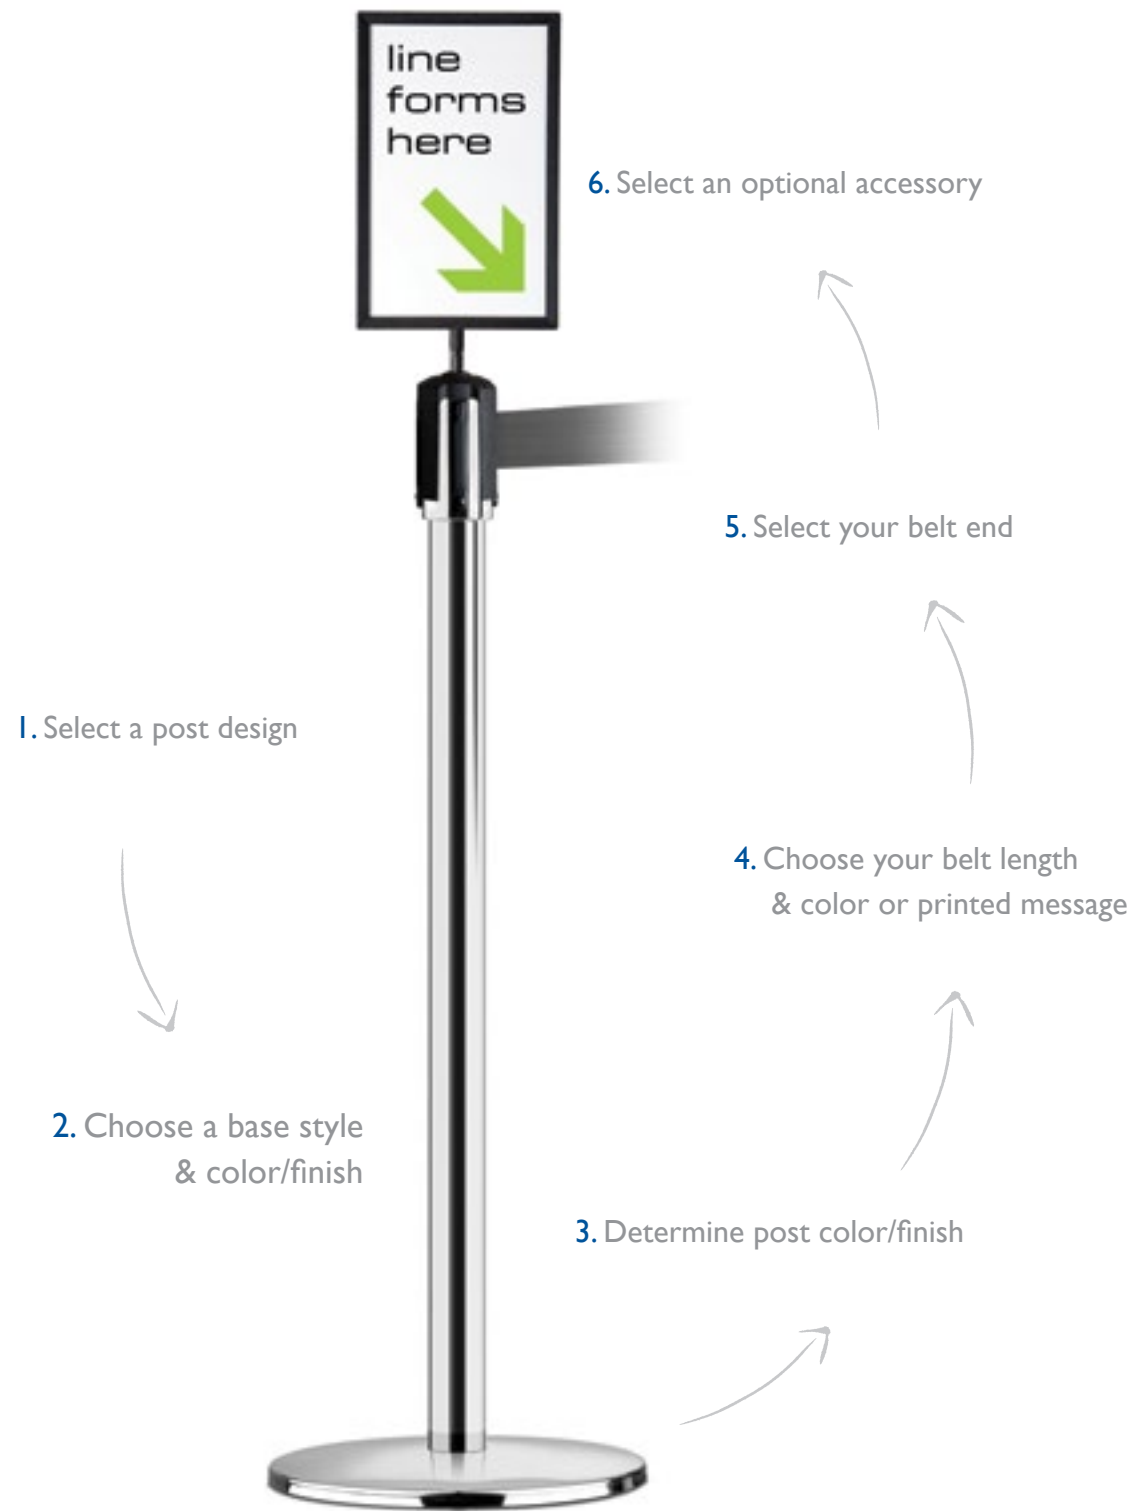 line
forms
here
6. Select an optional accessory
5. Select your belt end
1. Select a post design
4. Choose your belt length
& color or printed message
2. Choose a base style
& color/finish
3. Determine post color/finish